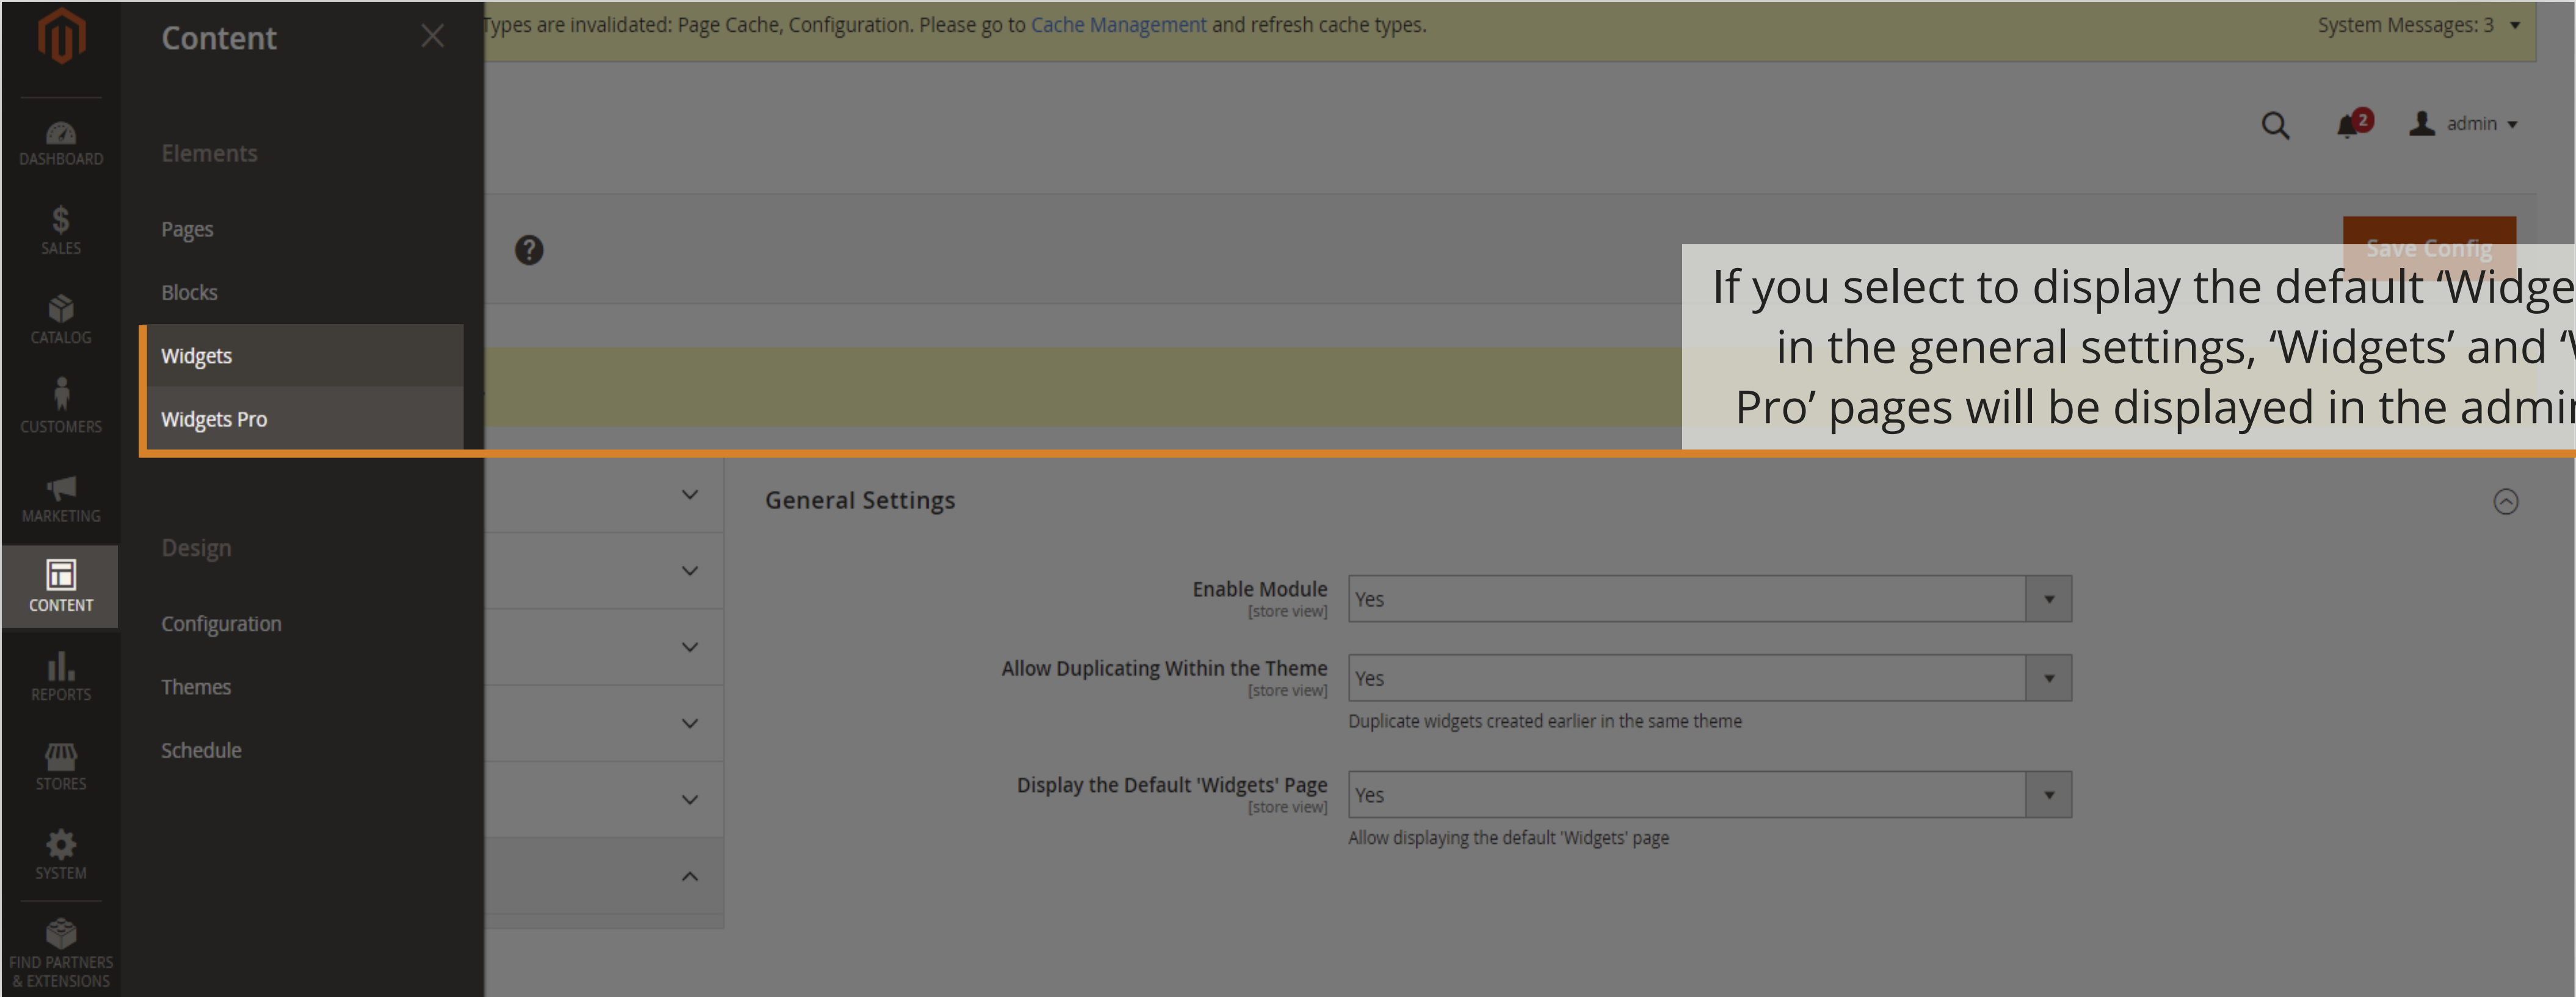 Content
Types are invalidated: Page Cache, Configuration. Please go to Cache Management and refresh cache types.
System Messages: 3
DASHBOARD
SALES
CATALOG
CUSTOMERS
MARKETING
CONTENT
REPORTS
STORES
SYSTEM
FIND PARTNERS
& EXTENSIONS
Elements
Pages
Blocks
Widgets
Widgets Pro
Design
Configuration
Themes
Schedule
2
admin
?
Save Config
If you select to display the default ‘Widge
in the general settings, ‘Widgets’ and ‘
Pro’ pages will be displayed in the admi
General Settings
Enable Module
[store view]
Yes
Allow Duplicating Within the Theme
[store view]
Yes
Duplicate widgets created earlier in the same theme
Display the Default 'Widgets' Page
[store view]
Yes
Allow displaying the default 'Widgets' page